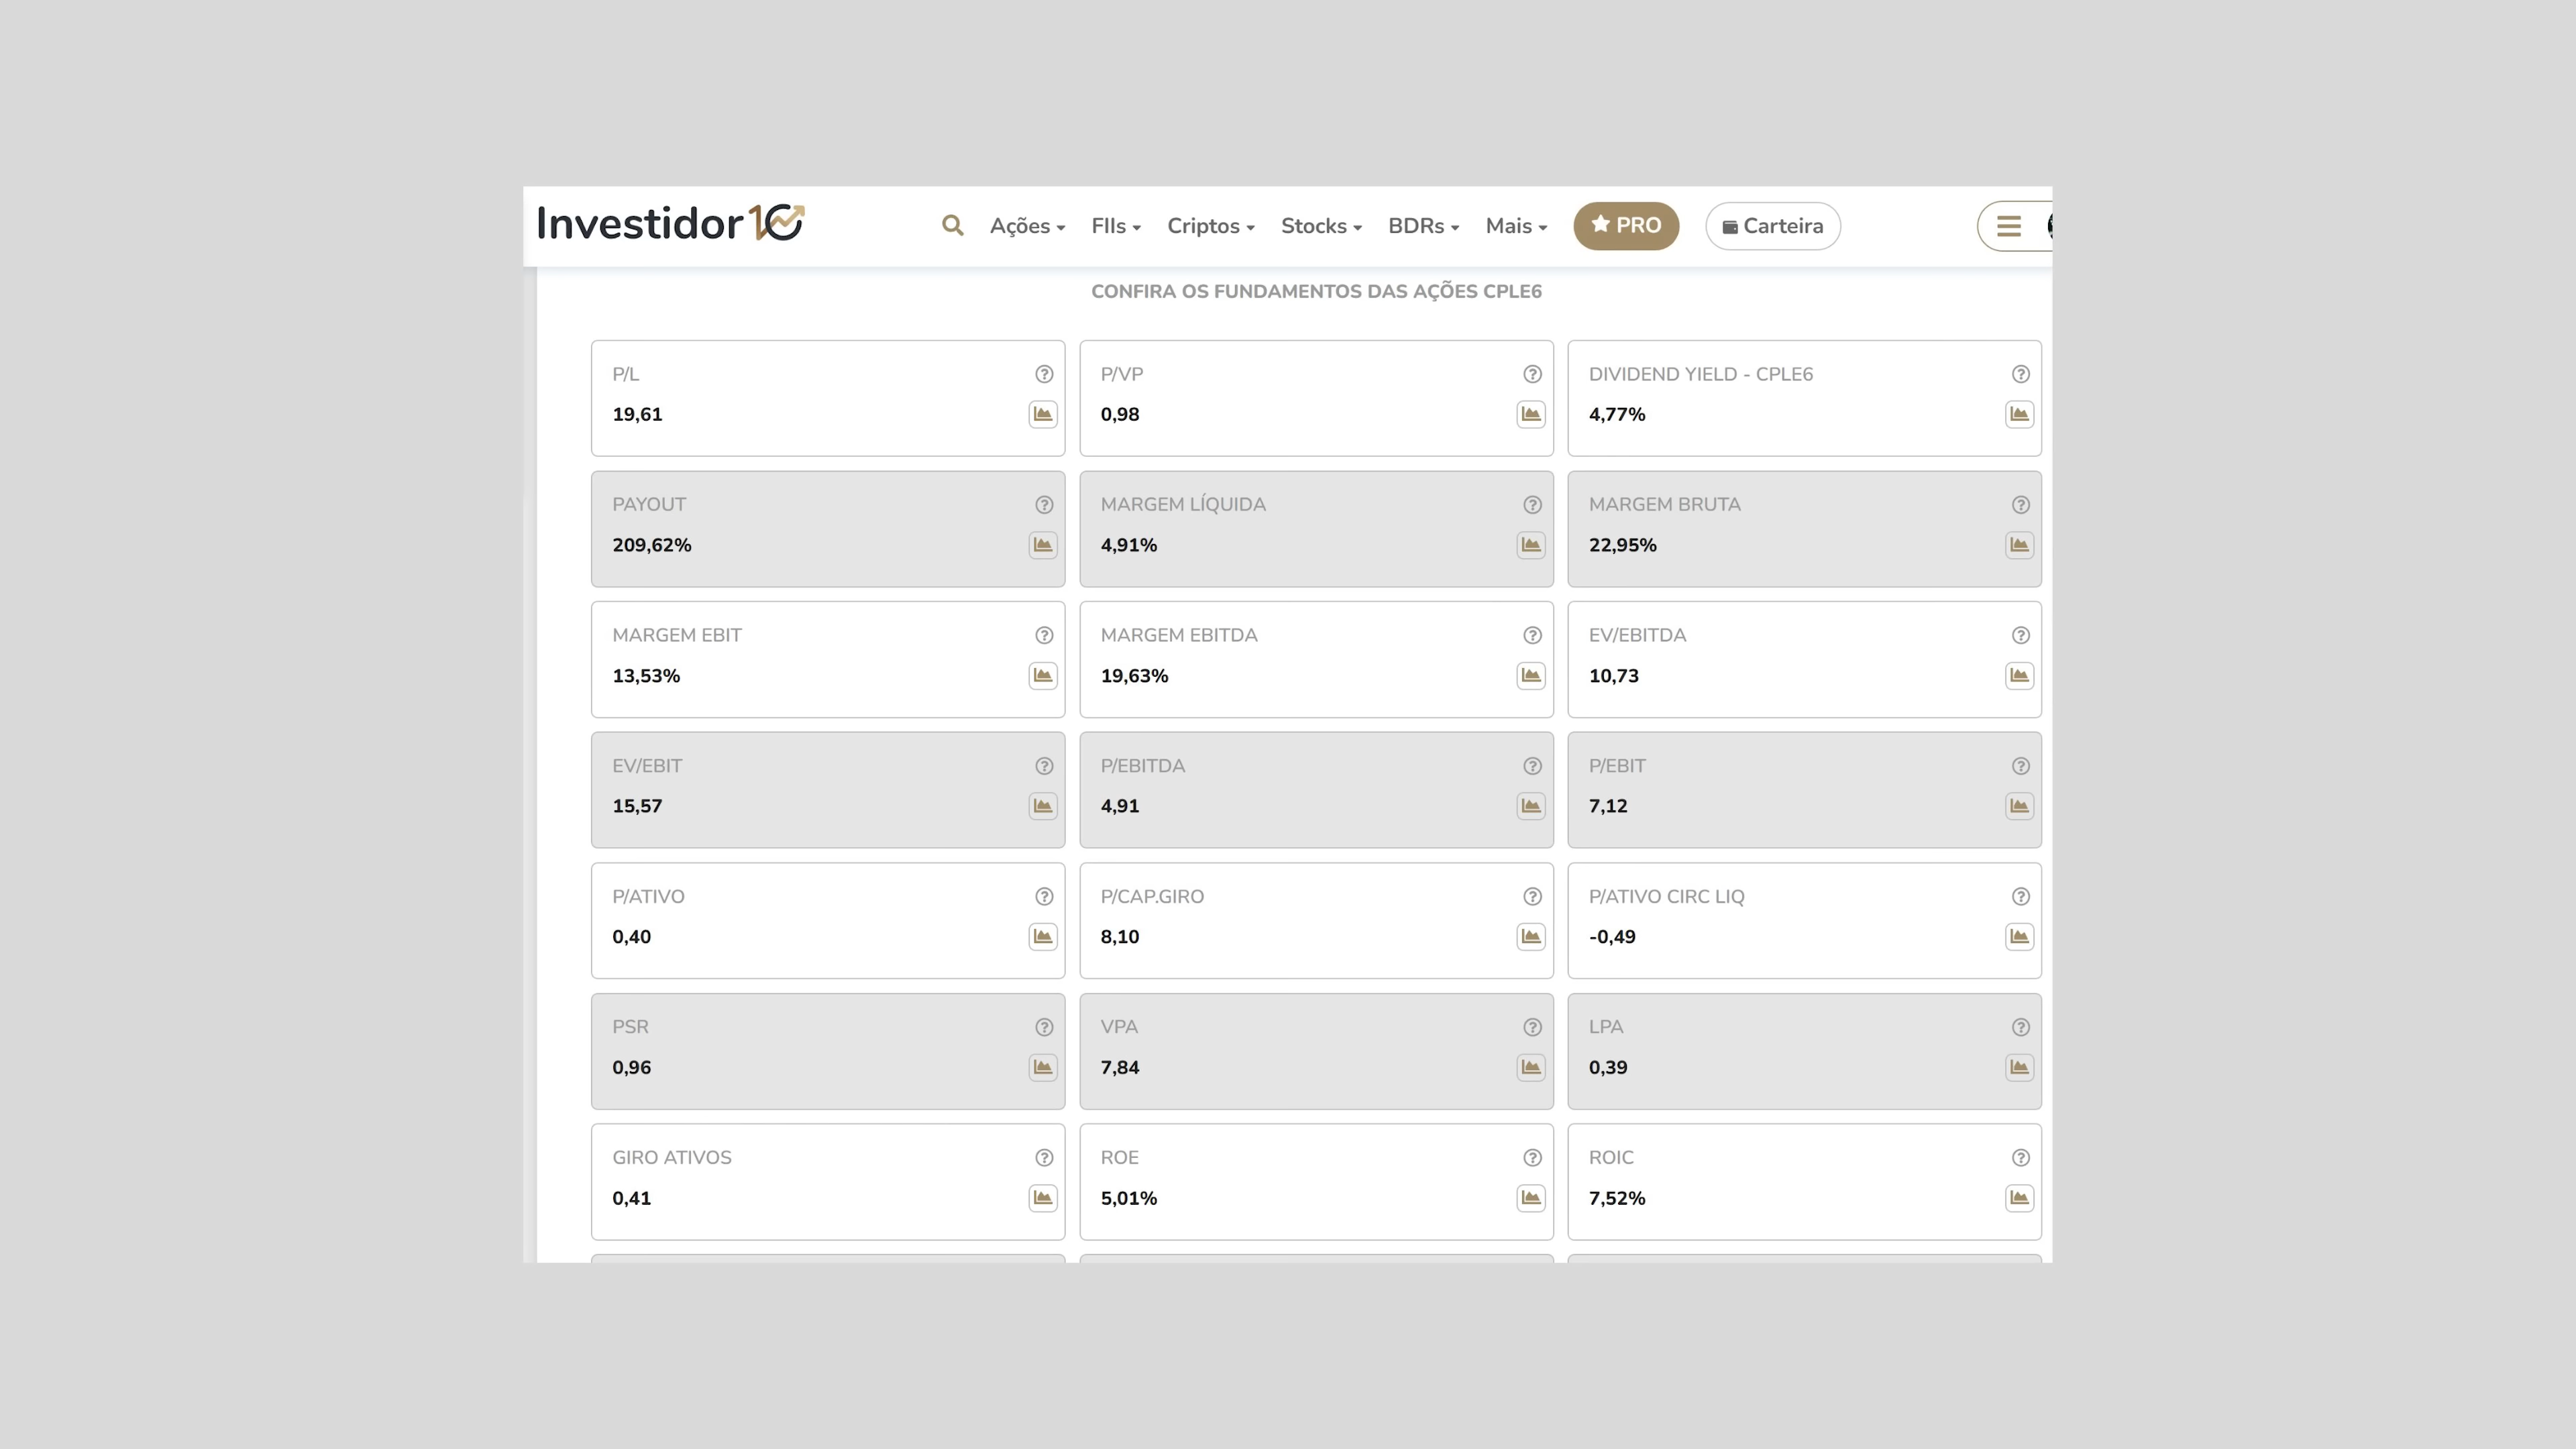 Investidor 10
Ações FIIs Criptos Stocks BDRs Mais PRO Carteira
CONFIRA OS FUNDAMENTOS DAS AÇÕES CPLE6
P/L P/VP DIVIDEND YIELD - CPLE6
19,61 0,98 4,77%
PAYOUT MARGEM LÍQUIDA MARGEM BRUTA
209,62% 4,91% 22,95%
MARGEM EBIT MARGEM EBITDA EV/EBITDA
13,53% 19,63% 10,73
EV/EBIT P/EBITDA P/EBIT
15,57 4,91 7,12
P/ATIVO P/CAP.GIRO P/ATIVO CIRC LIQ
0,40 8,10 -0,49
PSR VPA LPA
0,96 7,84 0,39
GIRO ATIVOS ROE ROIC
0,41 5,01% 7,52%